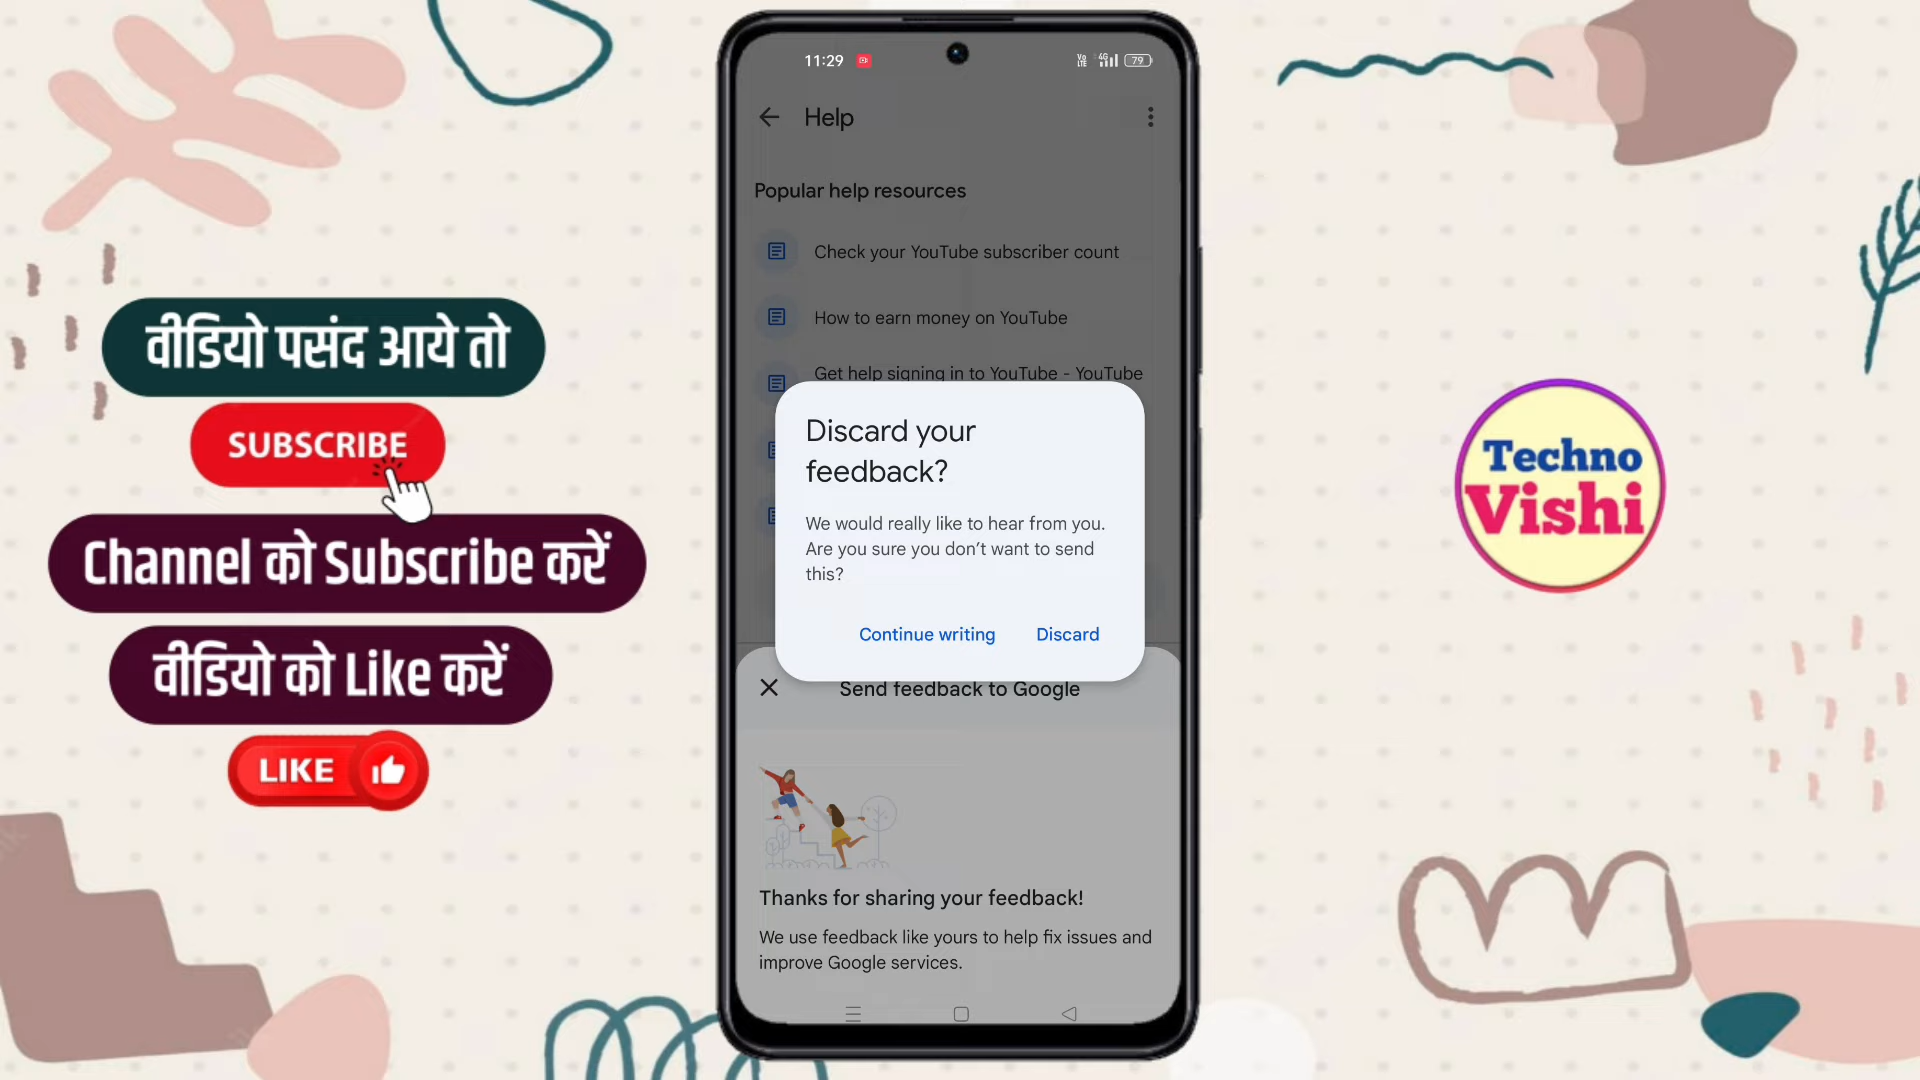 वीडियो पसंद आये तो
SUBSCRIBE
Channel को Subscribe करें
वीडियो को Like करें
LIKE
11:29
Vo LTE 4G 79
Help
Popular help resources
Check your YouTube subscriber count
How to earn money on YouTube
Get help signing in to YouTube - YouTube
Discard your
feedback?
We would really like to hear from you.
Are you sure you don’t want to send
this?
Continue writing Discard
Send feedback to Google
Thanks for sharing your feedback!
We use feedback like yours to help fix issues and
improve Google services.
Techno
Vishi